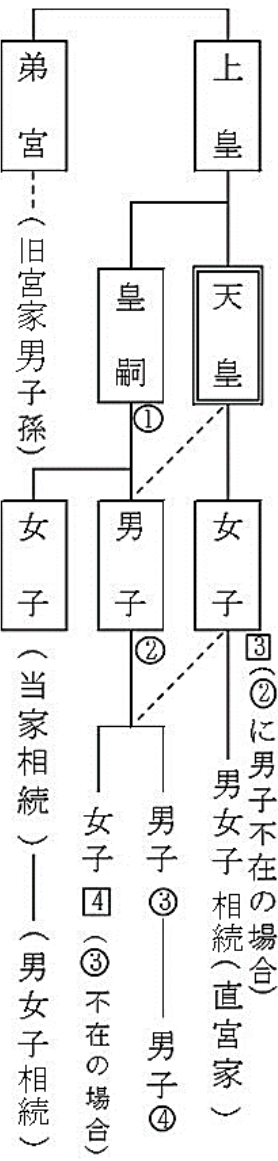 上皇
天皇
女子
3(②に男子不在の場合)
男女子相続(直宮家)
皇嗣①
男子②
男子③
男子④
女子4(③不在の場合)
弟宮
(旧宮家男子孫)
女子
(当家相続)
(男女子相続)